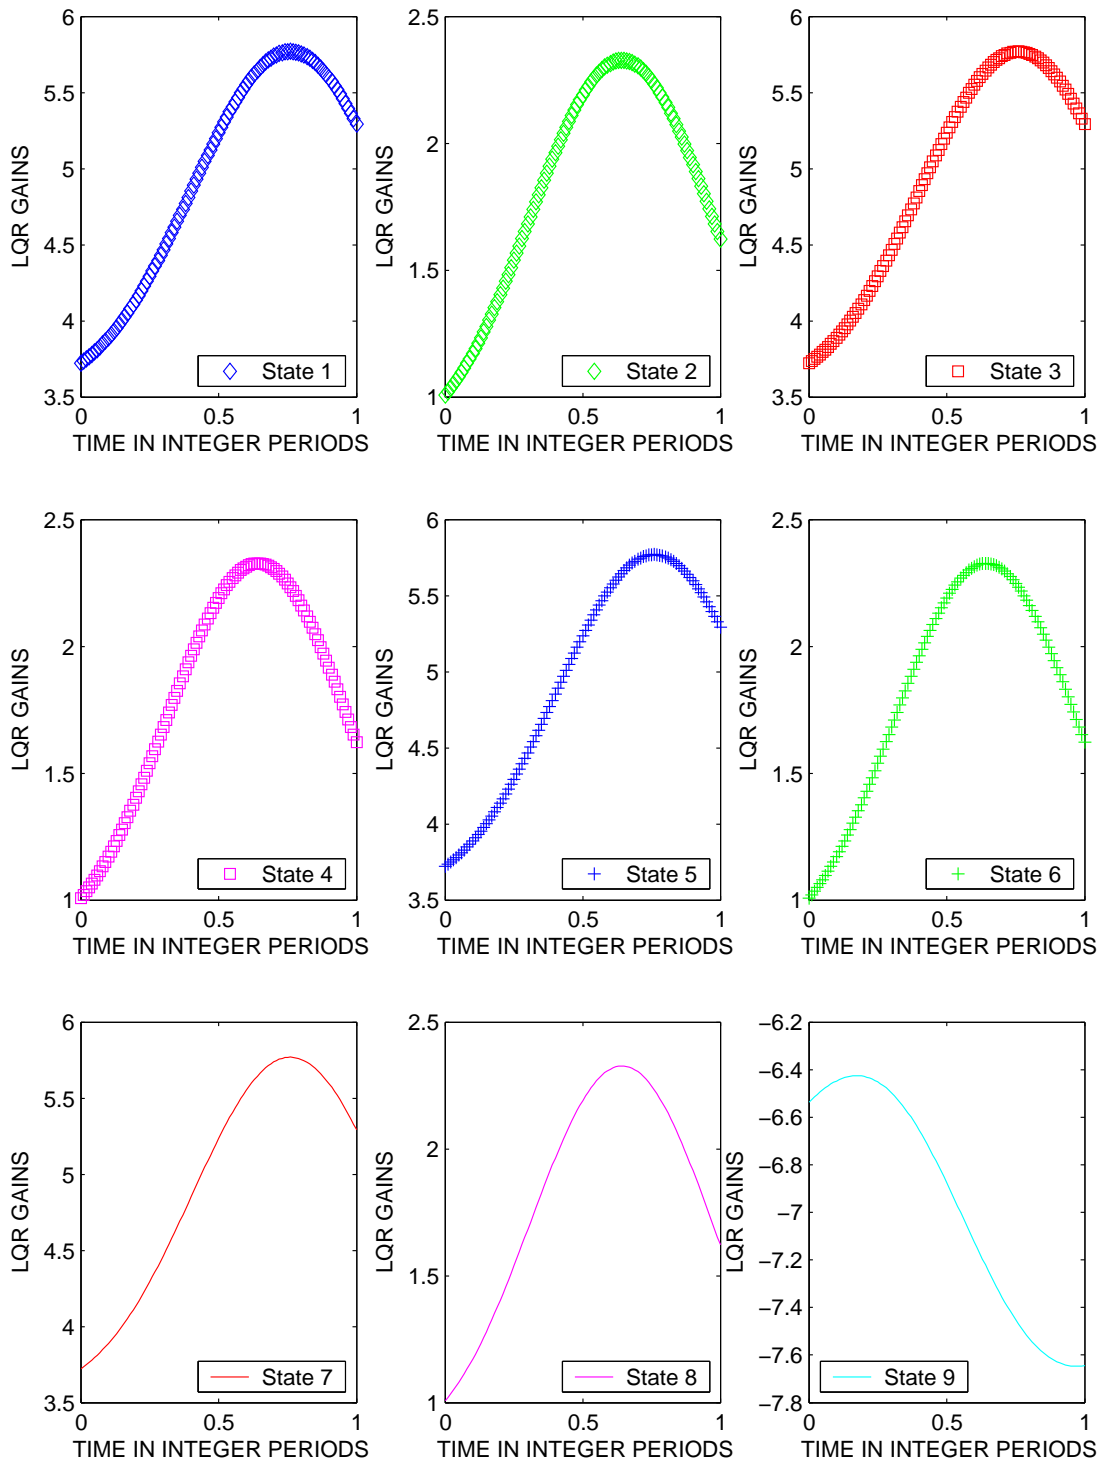 6
5.5
5
4.5
4
3.5
LQR GAINS
State 1
0
0.5
1
TIME IN INTEGER PERIODS
2.5
2
1.5
1
LQR GAINS
State 2
0
0.5
1
TIME IN INTEGER PERIODS
6
5.5
5
4.5
4
3.5
LQR GAINS
State 3
0
0.5
1
TIME IN INTEGER PERIODS
2.5
2
1.5
1
LQR GAINS
State 4
0
0.5
1
TIME IN INTEGER PERIODS
6
5.5
5
4.5
4
3.5
LQR GAINS
State 5
0
0.5
1
TIME IN INTEGER PERIODS
2.5
2
1.5
1
LQR GAINS
State 6
0
0.5
1
TIME IN INTEGER PERIODS
6
5.5
5
4.5
4
3.5
LQR GAINS
State 7
0
0.5
1
TIME IN INTEGER PERIODS
2.5
2
1.5
1
LQR GAINS
State 8
0
0.5
1
TIME IN INTEGER PERIODS
−6.2
−6.4
−6.6
−6.8
−7
−7.2
−7.4
−7.6
−7.8
LQR GAINS
State 9
0
0.5
1
TIME IN INTEGER PERIODS